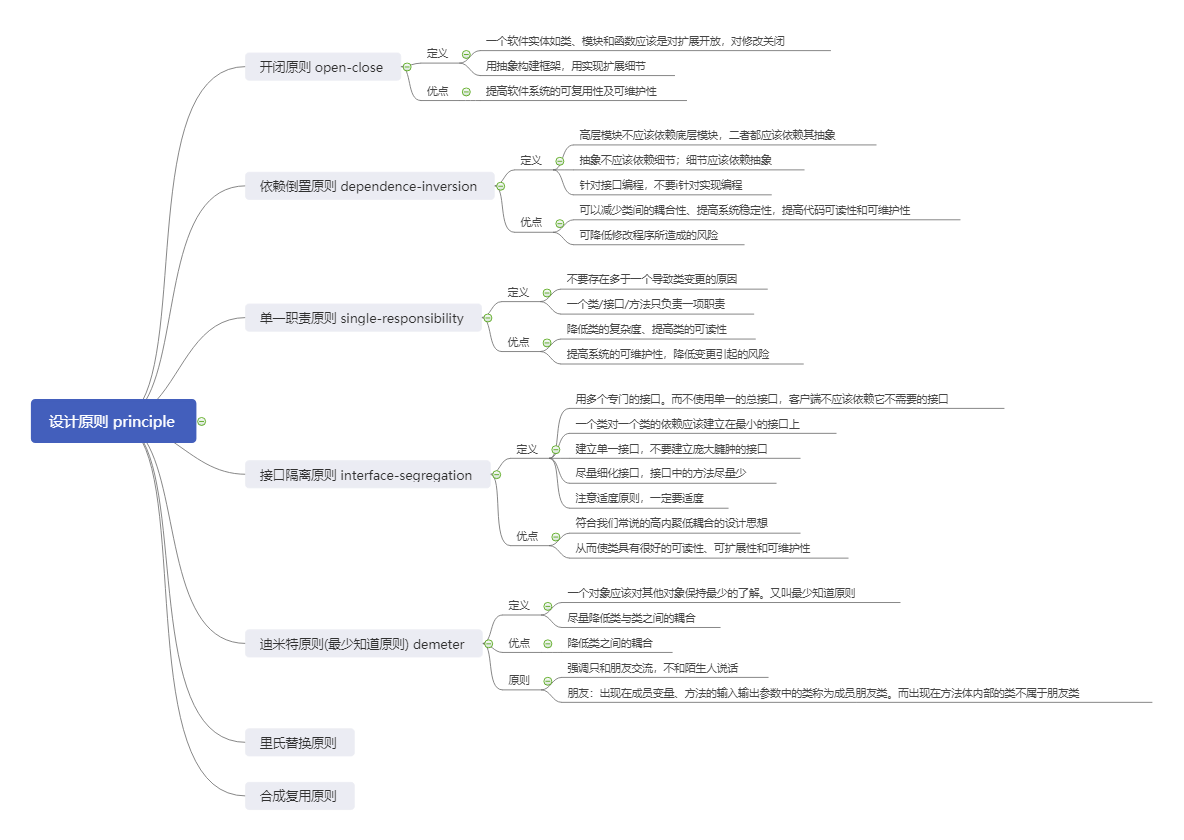 设计原则 principle
开闭原则 open-close
定义
一个软件实体如类、模块和函数应该是对扩展开放，对修改关闭
用抽象构建框架，用实现扩展细节
优点
提高软件系统的可复用性及可维护性
依赖倒置原则 dependence-inversion
定义
高层模块不应该依赖底层模块，二者都应该依赖其抽象
抽象不应该依赖细节；细节应该依赖抽象
针对接口编程，不要i针对实现编程
优点
可以减少类间的耦合性、提高系统稳定性，提高代码可读性和可维护性
可降低修改程序所造成的风险
单一职责原则 single-responsibility
定义
不要存在多于一个导致类变更的原因
一个类/接口/方法只负责一项职责
优点
降低类的复杂度、提高类的可读性
提高系统的可维护性，降低变更引起的风险
接口隔离原则 interface-segregation
定义
用多个专门的接口。而不使用单一的总接口，客户端不应该依赖它不需要的接口
一个类对一个类的依赖应该建立在最小的接口上
建立单一接口，不要建立庞大臃肿的接口
尽量细化接口，接口中的方法尽量少
注意适度原则，一定要适度
优点
符合我们常说的高内聚低耦合的设计思想
从而使类具有很好的可读性、可扩展性和可维护性
迪米特原则(最少知道原则) demeter
定义
一个对象应该对其他对象保持最少的了解。又叫最少知道原则
尽量降低类与类之间的耦合
优点
降低类之间的耦合
原则
强调只和朋友交流，不和陌生人说话
朋友：出现在成员变量、方法的输入输出参数中的类称为成员朋友类。而出现在方法体内部的类不属于朋友类
里氏替换原则
合成复用原则